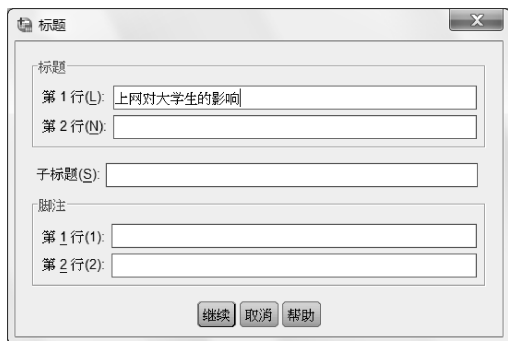 标题
标题
第 1 行(L): 上网对大学生的影响
第 2 行(N):
子标题(S):
脚注
第 1 行(1):
第 2 行(2):
继续 取消 帮助